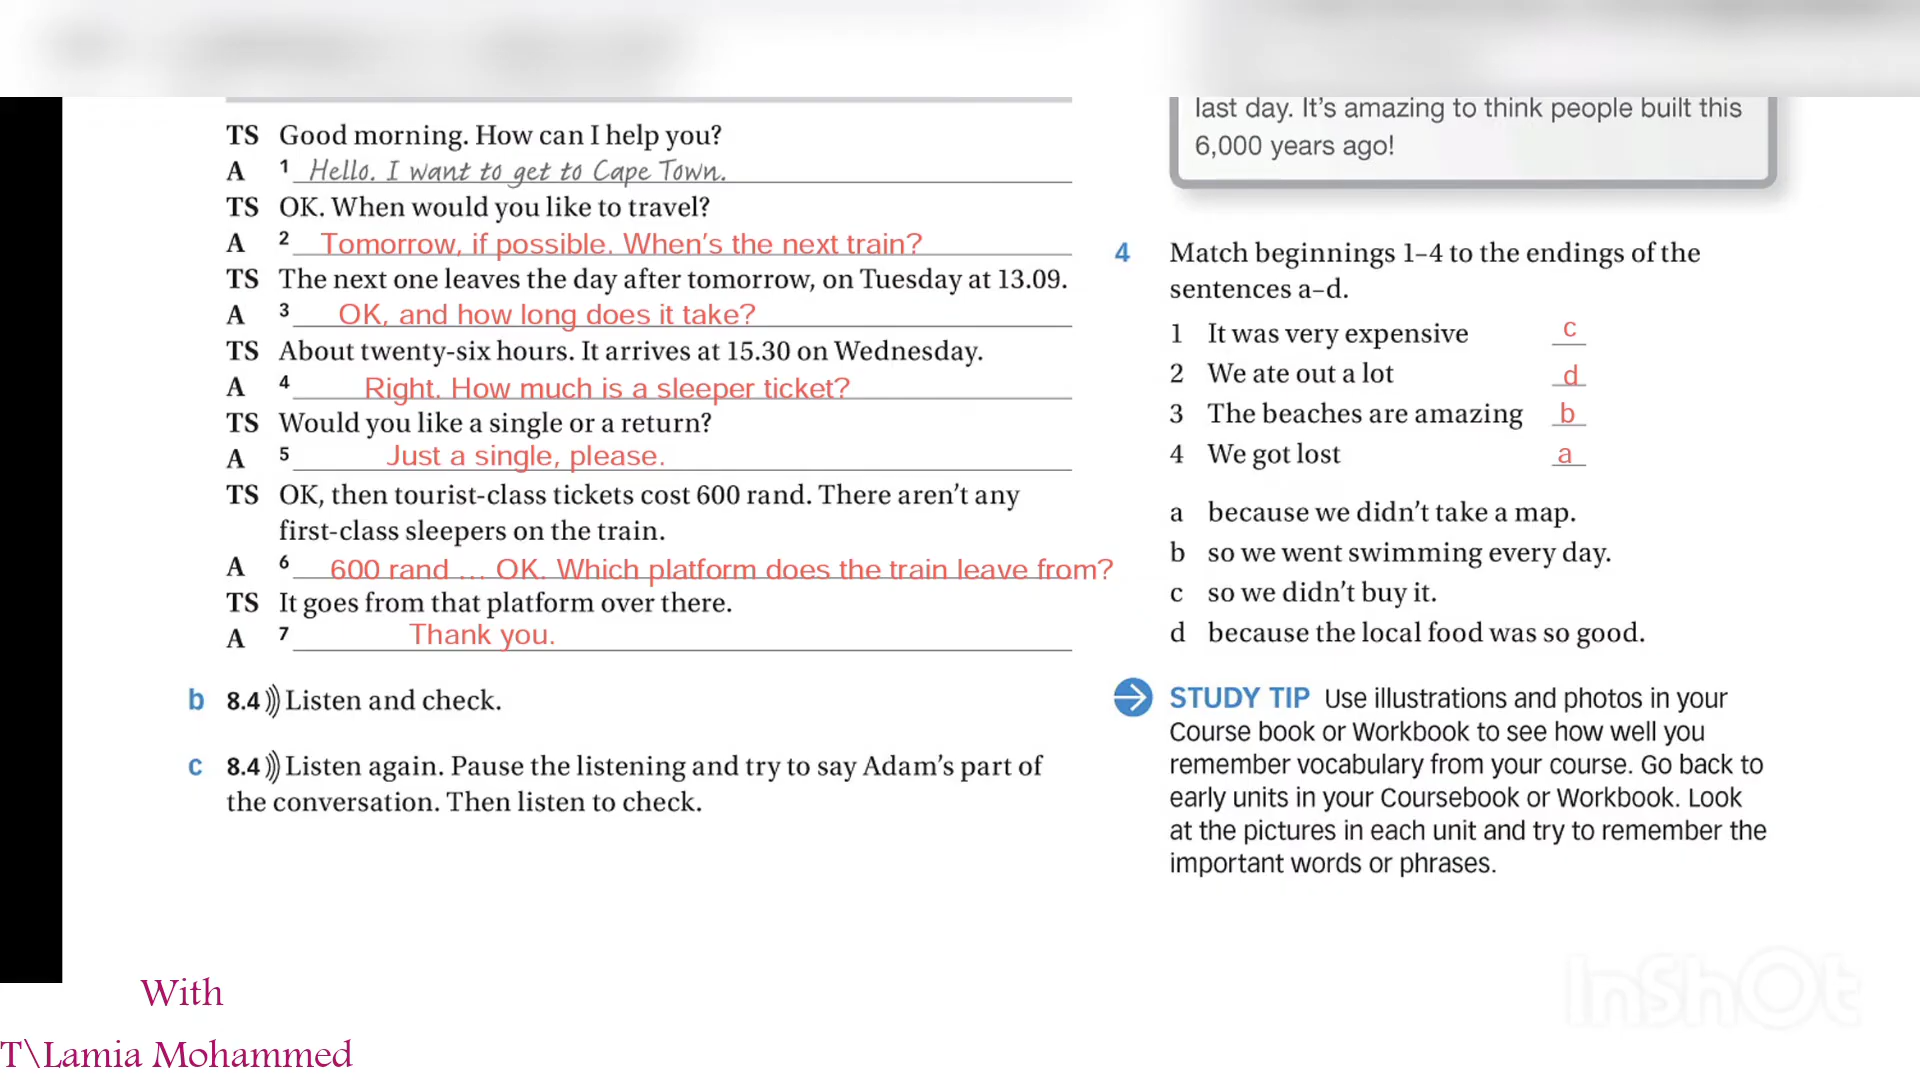 TS Good morning. How can I help you?
A 1 Hello. I want to get to Cape Town.
TS OK. When would you like to travel?
A 2 Tomorrow, if possible. When's the next train?
TS The next one leaves the day after tomorrow, on Tuesday at 13.09.
A 3 OK, and how long does it take?
TS About twenty-six hours. It arrives at 15.30 on Wednesday.
A 4 Right. How much is a sleeper ticket?
TS Would you like a single or a return?
A 5 Just a single, please.
TS OK, then tourist-class tickets cost 600 rand. There aren't any
first-class sleepers on the train.
A 6 600 rand ... OK. Which platform does the train leave from?
TS It goes from that platform over there.
A 7 Thank you.
b 8.4 Listen and check.
c 8.4 Listen again. Pause the listening and try to say Adam's part of
the conversation. Then listen to check.
last day. It's amazing to think people built this
6,000 years ago!
4 Match beginnings 1–4 to the endings of the
sentences a–d.
1 It was very expensive c
2 We ate out a lot d
3 The beaches are amazing b
4 We got lost a
a because we didn't take a map.
b so we went swimming every day.
c so we didn't buy it.
d because the local food was so good.
STUDY TIP Use illustrations and photos in your
Course book or Workbook to see how well you
remember vocabulary from your course. Go back to
early units in your Coursebook or Workbook. Look
at the pictures in each unit and try to remember the
important words or phrases.
With
T\Lamia Mohammed
InShOt